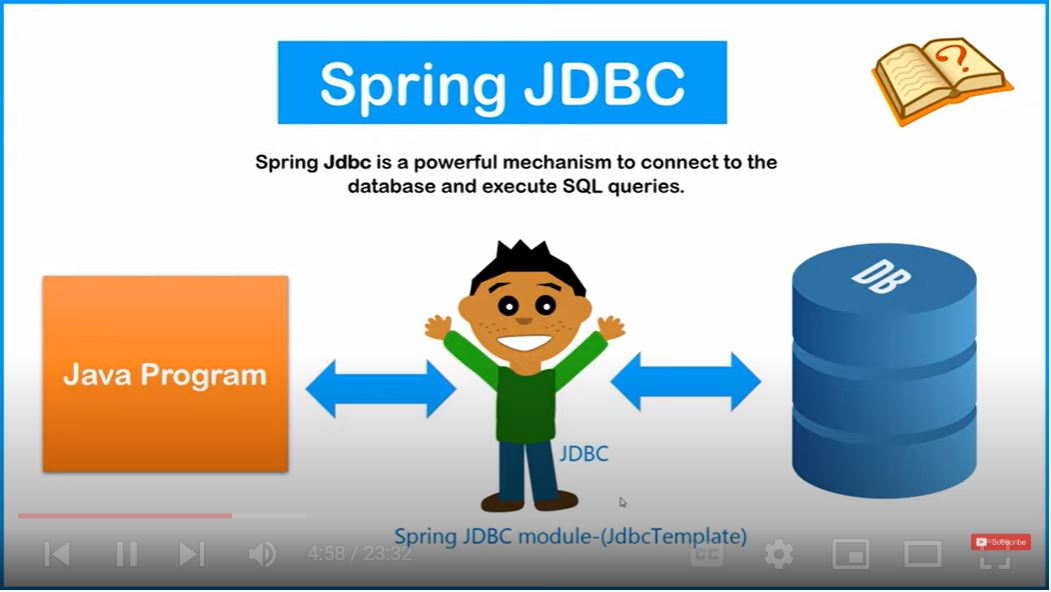 Spring JDBC
Spring Jdbc is a powerful mechanism to connect to the
database and execute SQL queries.
DB
Java Program
JDBC
Spring JDBC module-(JdbcTemplate)
4:58 / 23:32
CC
Subscribe